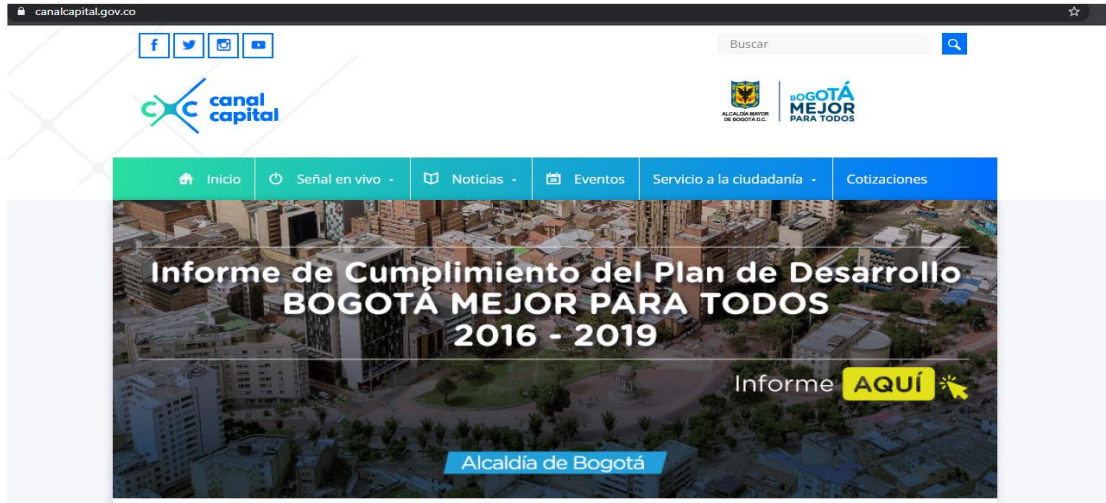 canalcapital.gov.co
Buscar
canal
capital
ALCALDÍA MAYOR
DE BOGOTÁ D.C.
BOGOTÁ
MEJOR
PARA TODOS
Inicio
Señal en vivo
Noticias
Eventos
Servicio a la ciudadanía
Cotizaciones
Informe de Cumplimiento del Plan de Desarrollo
BOGOTÁ MEJOR PARA TODOS
2016 - 2019
Informe AQUÍ
Alcaldía de Bogotá